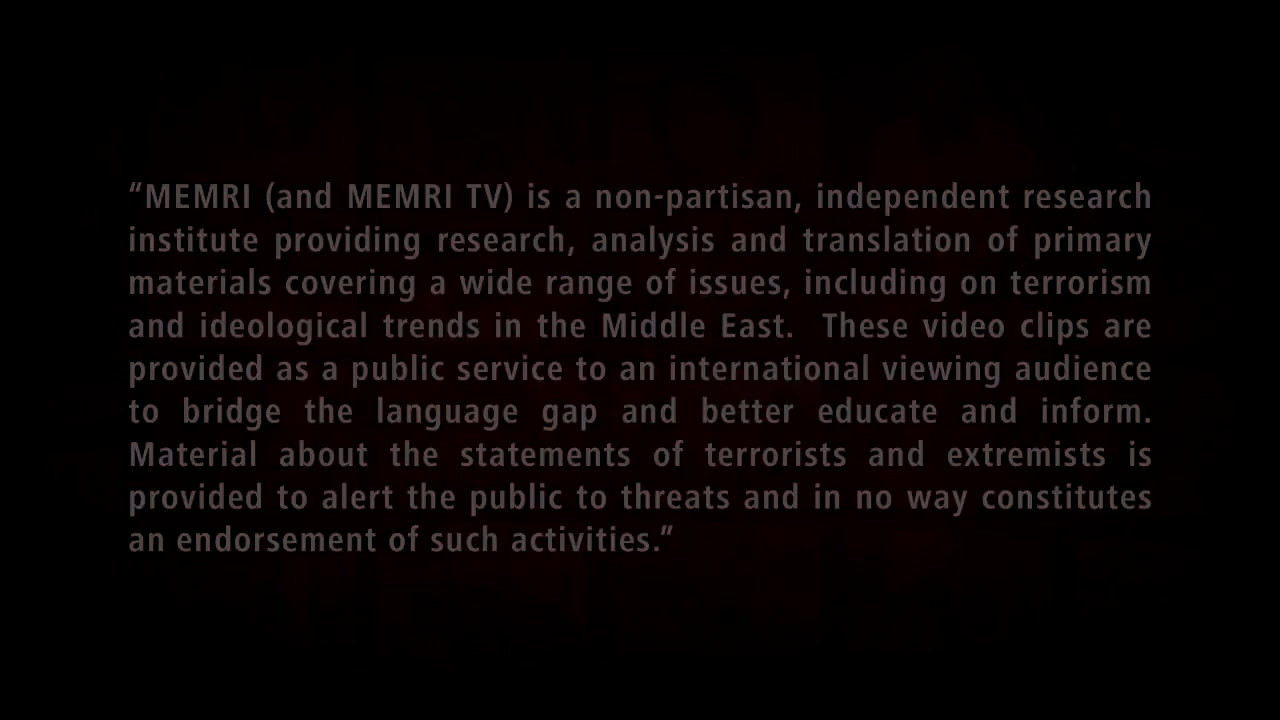 “MEMRI (and MEMRI TV) is a non-partisan, independent research
institute providing research, analysis and translation of primary
materials covering a wide range of issues, including on terrorism
and ideological trends in the Middle East.  These video clips are
provided as a public service to an international viewing audience
to bridge the language gap and better educate and inform.
Material about the statements of terrorists and extremists is
provided to alert the public to threats and in no way constitutes
an endorsement of such activities.”